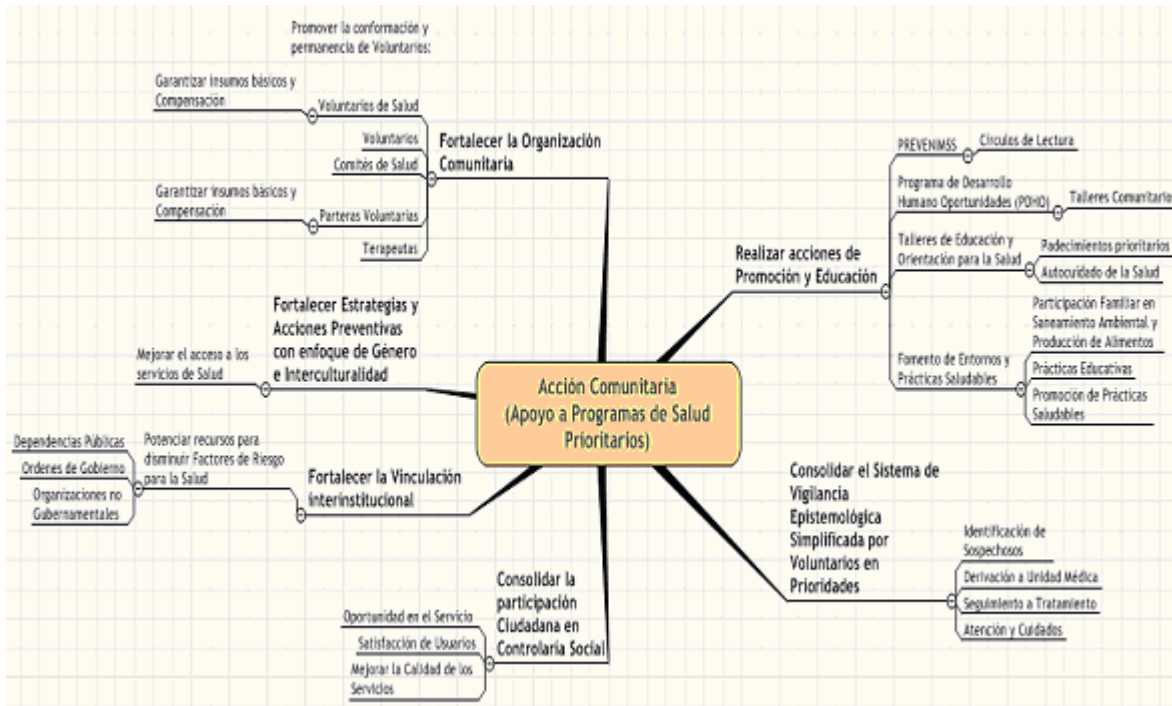 Promover la conformación y
permanencia de Voluntarios:
Garantizar insumos básicos y
Compensación
Voluntarios de Salud
Voluntarios
Comités de Salud
Garantizar insumos básicos y
Compensación
Parteras Voluntarias
Terapeutas
Fortalecer la Organización
Comunitaria
Fortalecer Estrategias y
Acciones Preventivas
con enfoque de Género
e Interculturalidad
Mejorar el acceso a los
servicios de Salud
Dependencias Públicas
Ordenes de Gobierno
Organizaciones no
Gubernamentales
Potenciar recursos para
disminuir Factores de Riesgo
para la Salud
Fortalecer la Vinculación
interinstitucional
Oportunidad en el Servicio
Satisfacción de Usuarios
Mejorar la Calidad de los
Servicios
Consolidar la
participación
Ciudadana en
Controlaría Social
Acción Comunitaria
(Apoyo a Programas de Salud
Prioritarios)
Realizar acciones de
Promoción y Educación
PREVENIMSS
Círculos de Lectura
Programa de Desarrollo
Humano Oportunidades (PDHO)
Talleres Comunitarios
Talleres de Educación y
Orientación para la Salud
Padecimientos prioritarios
Autocuidado de la Salud
Fomento de Entornos y
Prácticas Saludables
Participación Familiar en
Saneamiento Ambiental y
Producción de Alimentos
Prácticas Educativas
Promoción de Prácticas
Saludables
Consolidar el Sistema de
Vigilancia
Epistemológica
Simplificada por
Voluntarios en
Prioridades
Identificación de
Sospechosos
Derivación a Unidad Médica
Seguimiento a Tratamiento
Atención y Cuidados